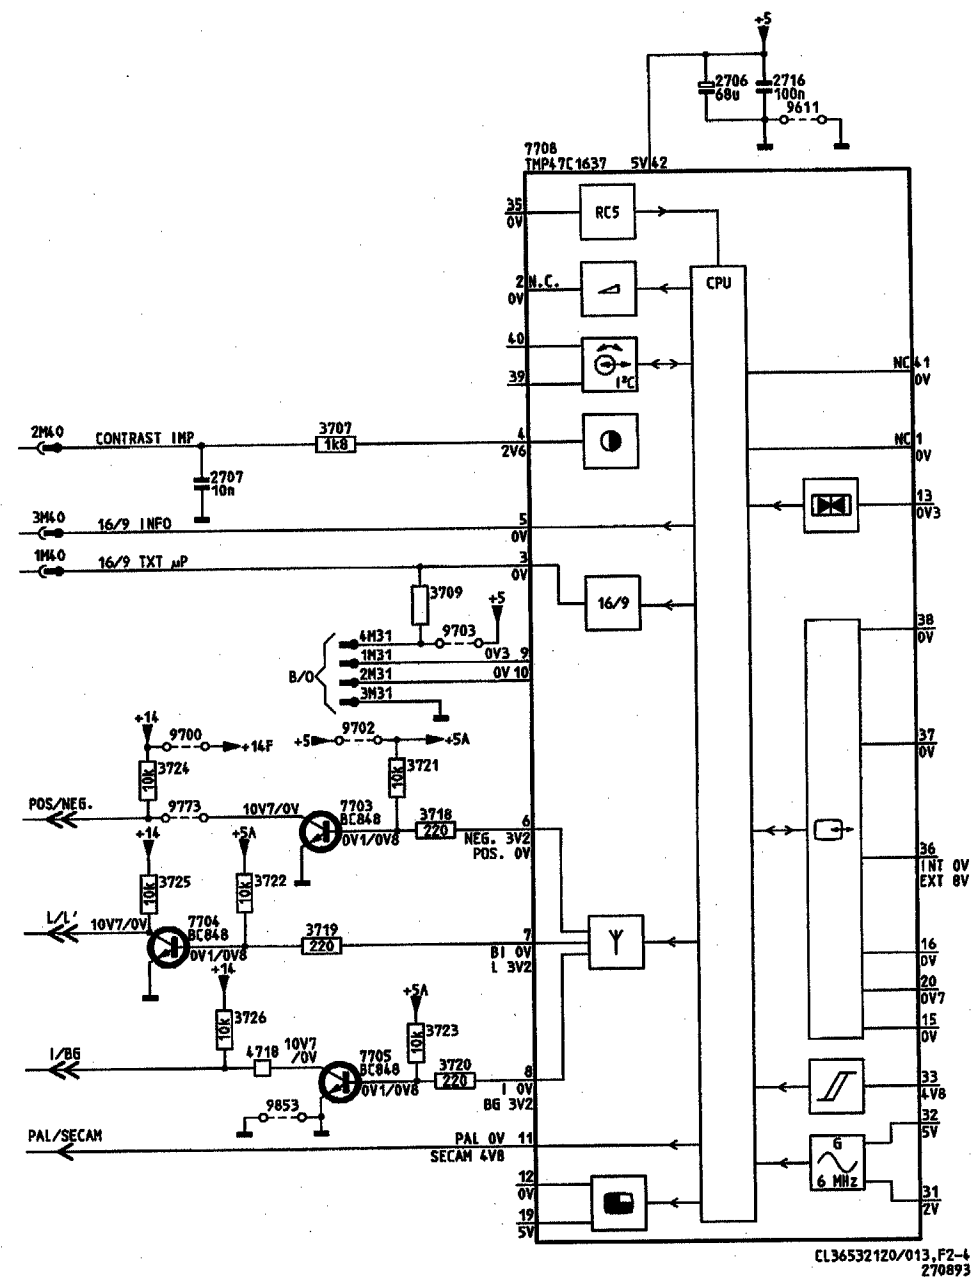 +5
2706
68u
2716
100n
9611
7708
TMP47C1637 5V 42
35
0V
RC5
2 N.C.
0V
CPU
40
39
I²C
NC 41
0V
2M40
CONTRAST IMP
3707
1k8
4
2V6
NC 1
0V
2707
10n
13
0V3
3M40
16/9 INFO
5
0V
1M40
16/9 TXT µP
3
0V
3709
16/9
+5
9703
4M31
1M31
0V3 9
B/O
2M31
0V 10
3M31
38
0V
+14
9700
+14F
9702
+5
+5A
3724
10k
3721
10k
37
0V
POS/NEG.
9773
10V7/0V
7703
BC848
0V1/0V8
3718
220
6
NEG. 3V2
POS. 0V
+14
+5A
36
INT 0V
EXT 8V
3725
10k
3722
10k
L/L'
10V7/0V
7704
BC848
0V1/0V8
3719
220
7
BI 0V
L 3V2
16
0V
+14
20
0V7
+5A
15
0V
3726
10k
3723
10k
I/BG
4718
10V7
/0V
7705
BC848
0V1/0V8
3720
220
8
I 0V
BG 3V2
33
4V8
9853
32
5V
PAL/SECAM
PAL 0V 11
SECAM 4V8
G
6 MHz
12
0V
31
2V
19
5V
CL36532120/013,F2-4
270893